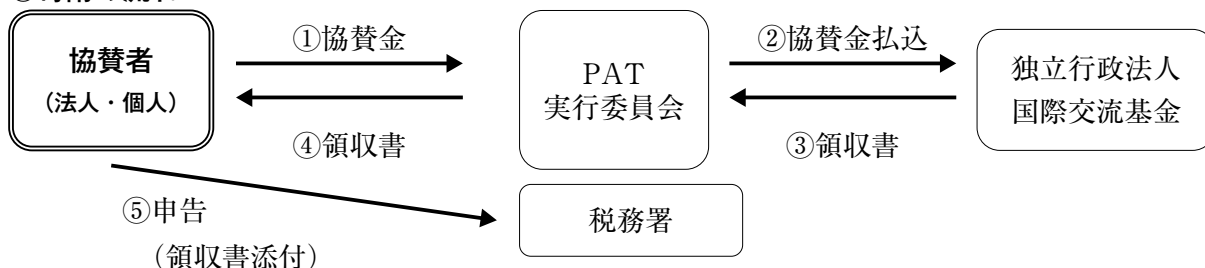 協賛者
(法人・個人)
①協賛金
④領収書
PAT
実行委員会
②協賛金払込
③領収書
独立行政法人
国際交流基金
⑤申告
(領収書添付)
税務署